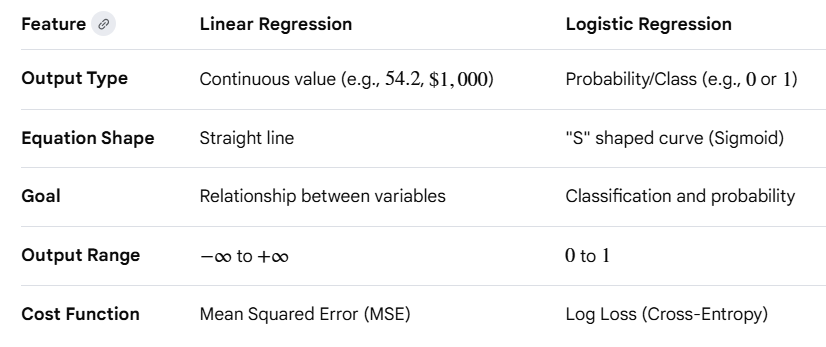 Feature Linear Regression Logistic Regression
Output Type Continuous value (e.g., 54.2, $1,000) Probability/Class (e.g., 0 or 1)
Equation Shape Straight line "S" shaped curve (Sigmoid)
Goal Relationship between variables Classification and probability
Output Range −∞ to +∞ 0 to 1
Cost Function Mean Squared Error (MSE) Log Loss (Cross-Entropy)